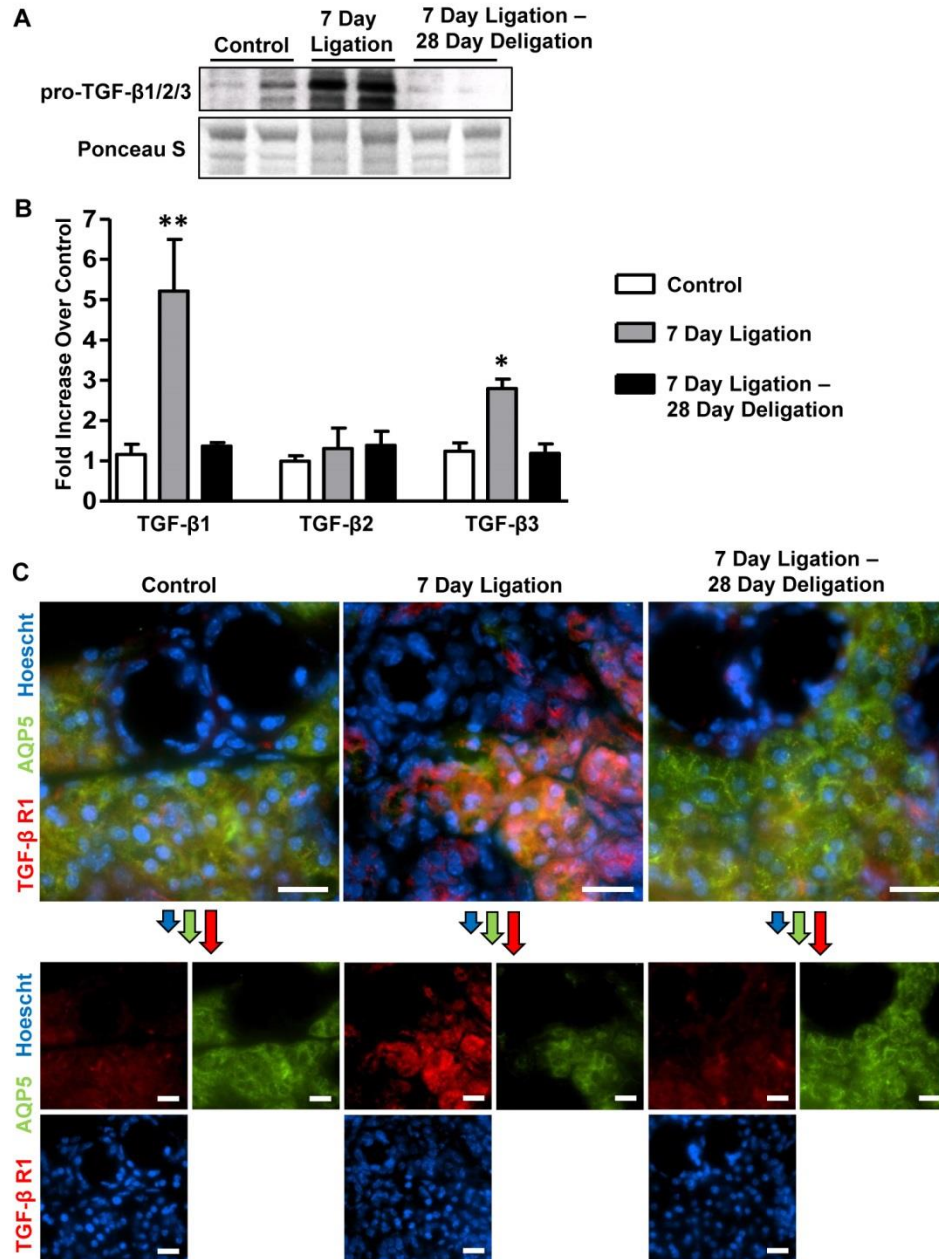 A
Control
7 Day
Ligation
7 Day Ligation –
28 Day Deligation
pro-TGF-β1/2/3
Ponceau S
B
Fold Increase Over Control
7
6
5
4
3
2
1
0
**
*
TGF-β1
TGF-β2
TGF-β3
Control
7 Day Ligation
7 Day Ligation –
28 Day Deligation
C
Control
7 Day Ligation
7 Day Ligation –
28 Day Deligation
TGF-β R1 AQP5 Hoescht
TGF-β R1 AQP5 Hoescht